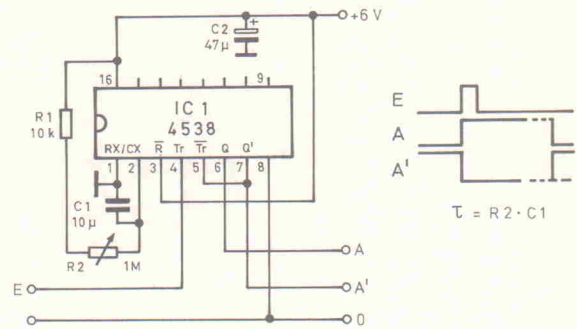 C2
+
47µ
+6 V
16
9
R1
10k
IC 1
4538
RX/CX R̅ Tr T̅r̅ Q Q'
1 2 3 4 5 6 7 8
C1
10µ
R2
1M
E
A
A'
0
E
A
A'
τ = R2 · C1